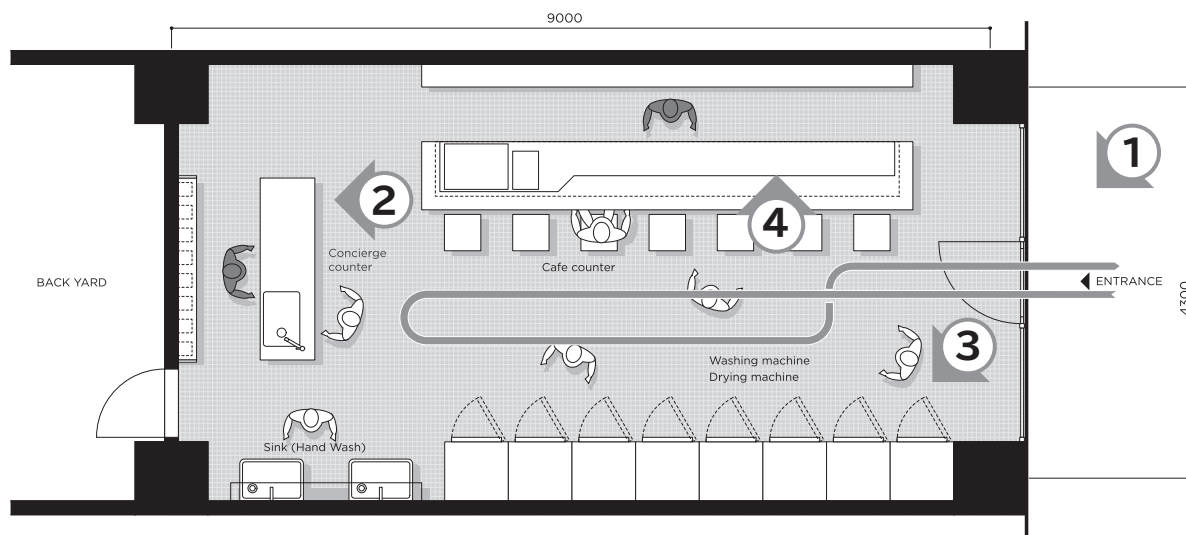 9000
1
2
Concierge
counter
4
Cafe counter
BACK YARD
ENTRANCE
4300
3
Washing machine
Drying machine
Sink (Hand Wash)